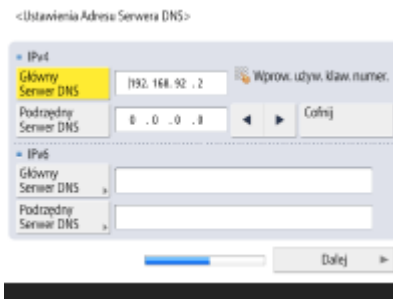 <Ustawienia Adresu Serwera DNS>
IPv4
Główny
Serwer DNS
192. 168. 92 . 2
Wprow. używ. klaw. numer.
Podrzędny
Serwer DNS
0 . 0 . 0 . 0
Cofnij
IPv6
Główny
Serwer DNS
Podrzędny
Serwer DNS
Dalej